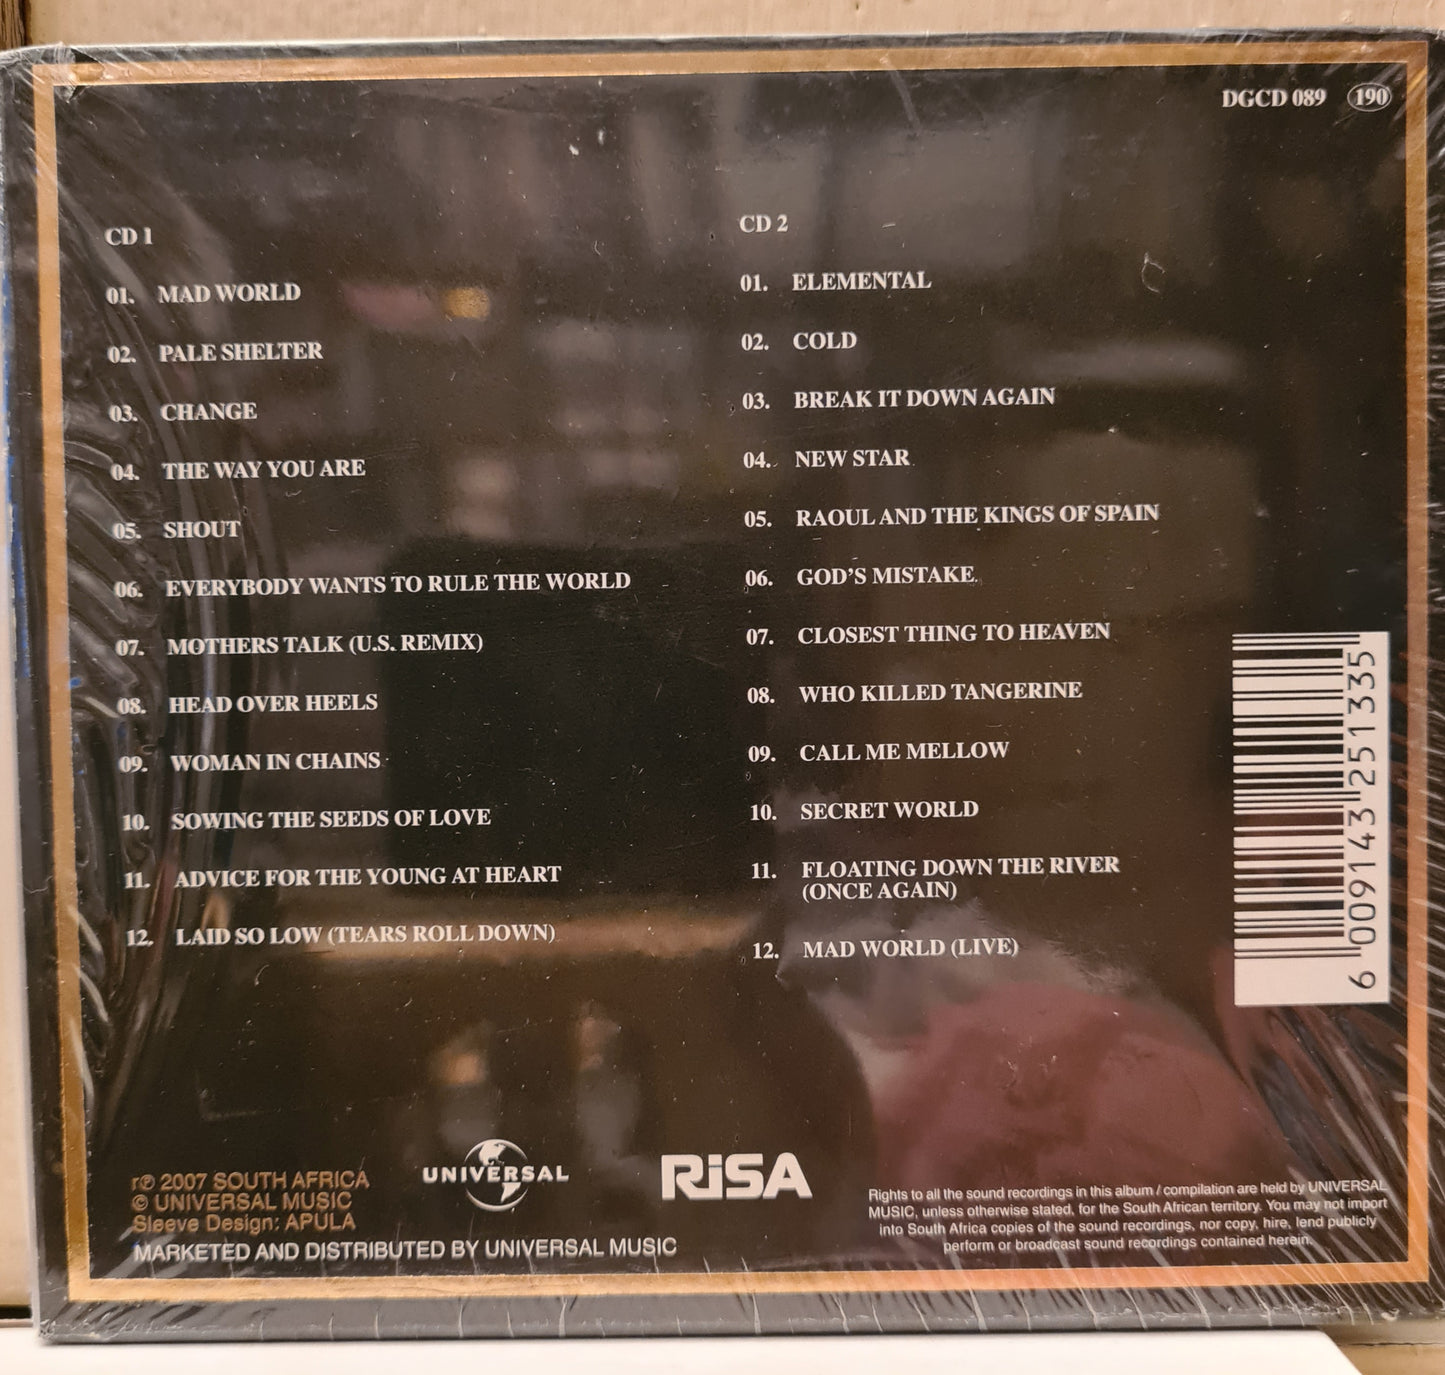 DGCD 089 190
CD 1
01. MAD WORLD
02. PALE SHELTER
03. CHANGE
04. THE WAY YOU ARE
05. SHOUT
06. EVERYBODY WANTS TO RULE THE WORLD
07. MOTHERS TALK (U.S. REMIX)
08. HEAD OVER HEELS
09. WOMAN IN CHAINS
10. SOWING THE SEEDS OF LOVE
11. ADVICE FOR THE YOUNG AT HEART
12. LAID SO LOW (TEARS ROLL DOWN)
CD 2
01. ELEMENTAL
02. COLD
03. BREAK IT DOWN AGAIN
04. NEW STAR
05. RAOUL AND THE KINGS OF SPAIN
06. GOD'S MISTAKE
07. CLOSEST THING TO HEAVEN
08. WHO KILLED TANGERINE
09. CALL ME MELLOW
10. SECRET WORLD
11. FLOATING DOWN THE RIVER
(ONCE AGAIN)
12. MAD WORLD (LIVE)
6 009143 251335
r℗ 2007 SOUTH AFRICA
© UNIVERSAL MUSIC
Sleeve Design: APULA
MARKETED AND DISTRIBUTED BY UNIVERSAL MUSIC
UNIVERSAL
RiSA
Rights to all the sound recordings in this album / compilation are held by UNIVERSAL
MUSIC, unless otherwise stated, for the South African territory. You may not import
into South Africa copies of the sound recordings, nor copy, hire, lend publicly
perform or broadcast sound recordings contained herein.